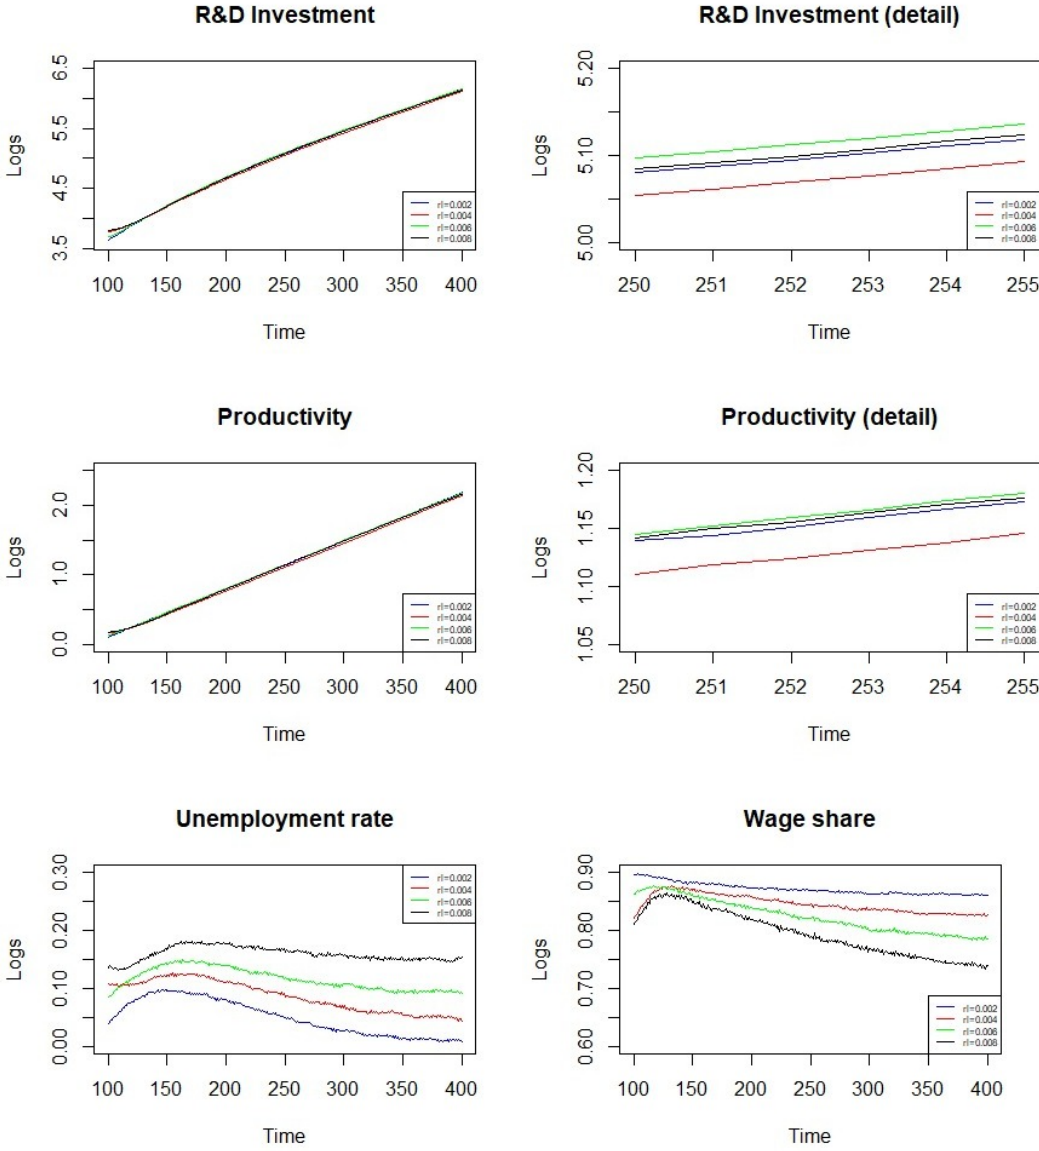 R&D Investment
Logs
3.5 4.5 5.5 6.5
rl=0.002
rl=0.004
rl=0.006
rl=0.008
100 150 200 250 300 350 400
Time
R&D Investment (detail)
Logs
5.00 5.10 5.20
rl=0.002
rl=0.004
rl=0.006
rl=0.008
250 251 252 253 254 255
Time
Productivity
Logs
0.0 1.0 2.0
rl=0.002
rl=0.004
rl=0.006
rl=0.008
100 150 200 250 300 350 400
Time
Productivity (detail)
Logs
1.05 1.10 1.15 1.20
rl=0.002
rl=0.004
rl=0.006
rl=0.008
250 251 252 253 254 255
Time
Unemployment rate
Logs
0.00 0.10 0.20 0.30
rl=0.002
rl=0.004
rl=0.006
rl=0.008
100 150 200 250 300 350 400
Time
Wage share
Logs
0.60 0.70 0.80 0.90
rl=0.002
rl=0.004
rl=0.006
rl=0.008
100 150 200 250 300 350 400
Time